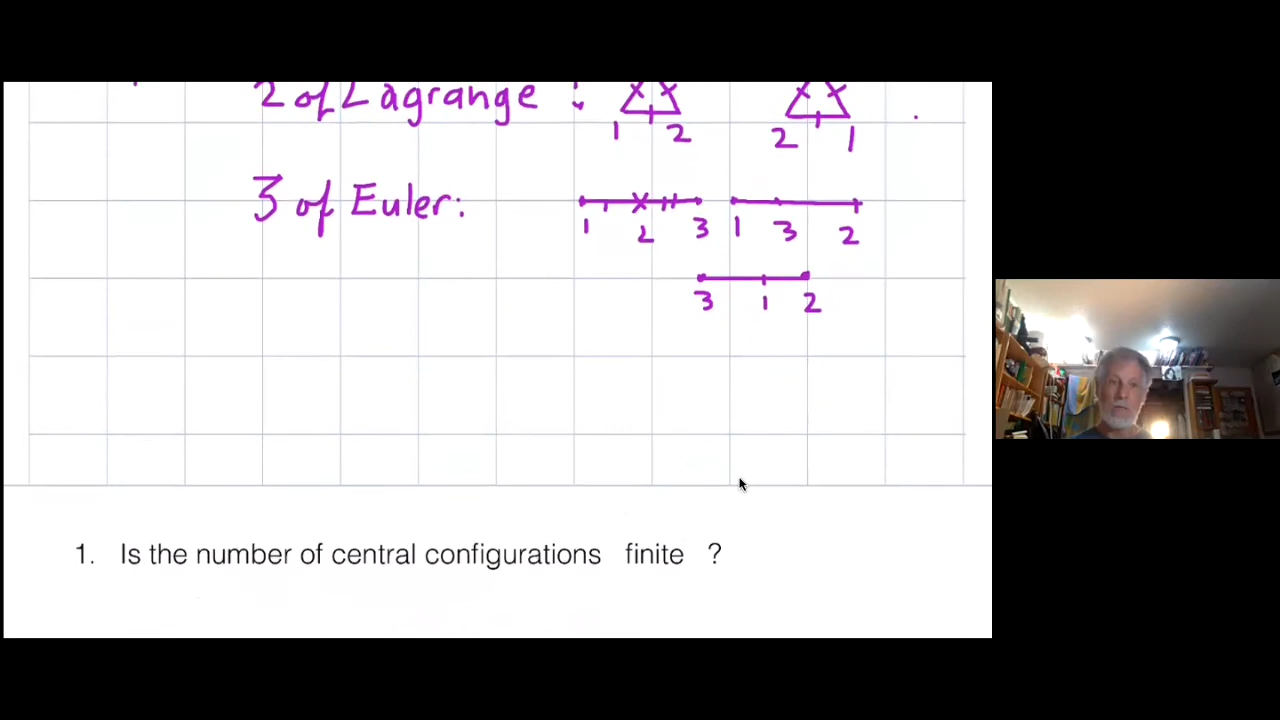 2 of Lagrange :
1 2 2 1
3 of Euler:
1 2 3 1 3 2
3 1 2
1. Is the number of central configurations finite ?